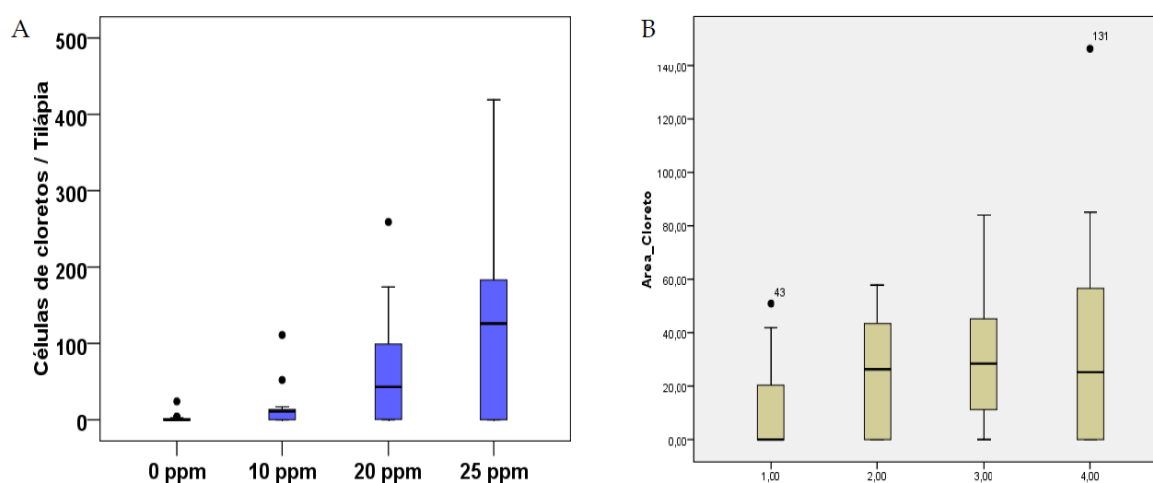 A
Células de cloretos / Tilápia
500
400
300
200
100
0
0 ppm
10 ppm
20 ppm
25 ppm
B
Area_Cloreto
140,00
120,00
100,00
80,00
60,00
40,00
20,00
0,00
43
131
1,00
2,00
3,00
4,00